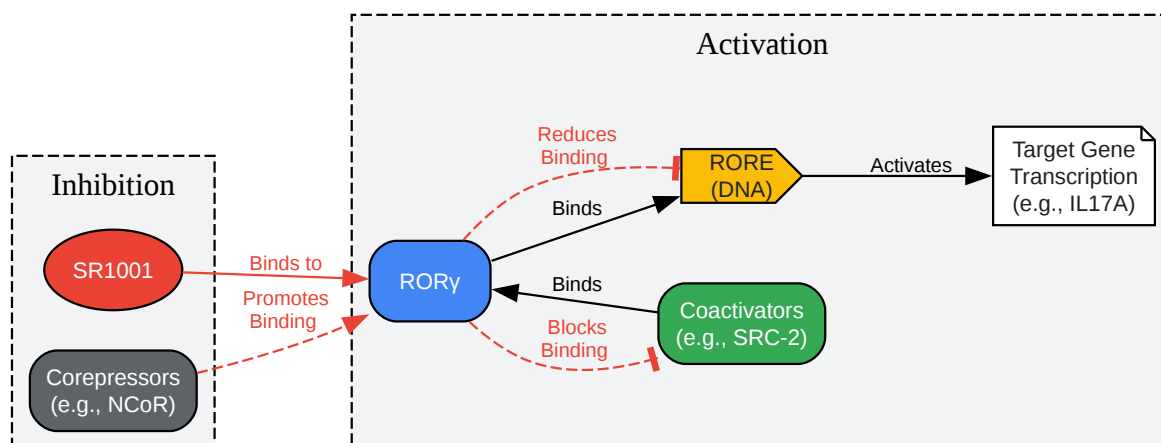 Activation
Inhibition
SR1001
Corepressors
(e.g., NCoR)
Binds to
Promotes
Binding
RORγ
Reduces
Binding
Binds
Binds
Blocks
Binding
RORE
(DNA)
Coactivators
(e.g., SRC-2)
Activates
Target Gene
Transcription
(e.g., IL17A)